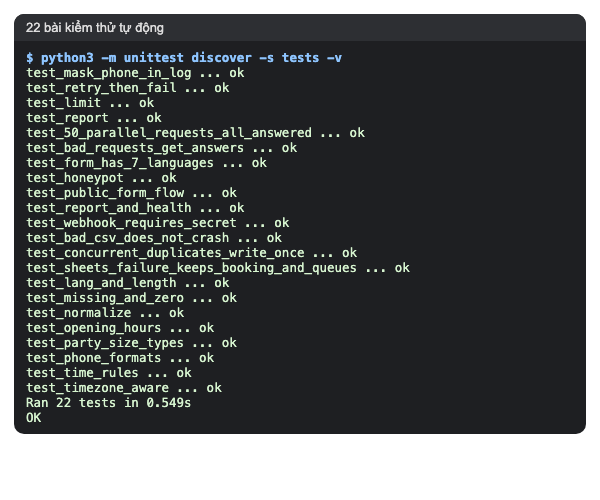 22 bài kiểm thử tự động
$ python3 -m unittest discover -s tests -v
test_mask_phone_in_log ... ok
test_retry_then_fail ... ok
test_limit ... ok
test_report ... ok
test_50_parallel_requests_all_answered ... ok
test_bad_requests_get_answers ... ok
test_form_has_7_languages ... ok
test_honeypot ... ok
test_public_form_flow ... ok
test_report_and_health ... ok
test_webhook_requires_secret ... ok
test_bad_csv_does_not_crash ... ok
test_concurrent_duplicates_write_once ... ok
test_sheets_failure_keeps_booking_and_queues ... ok
test_lang_and_length ... ok
test_missing_and_zero ... ok
test_normalize ... ok
test_opening_hours ... ok
test_party_size_types ... ok
test_phone_formats ... ok
test_time_rules ... ok
test_timezone_aware ... ok
Ran 22 tests in 0.549s
OK